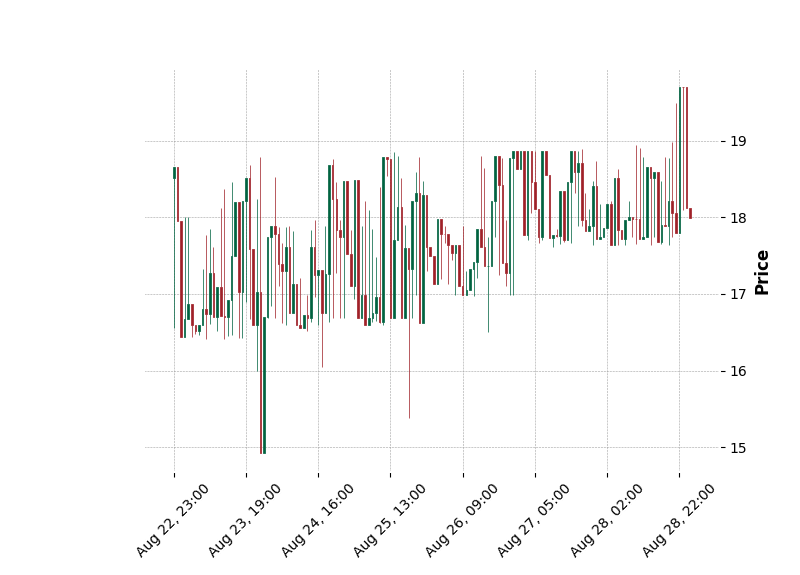 19
18
17
16
15
Price
Aug 22, 23:00
Aug 23, 19:00
Aug 24, 16:00
Aug 25, 13:00
Aug 26, 09:00
Aug 27, 05:00
Aug 28, 02:00
Aug 28, 22:00